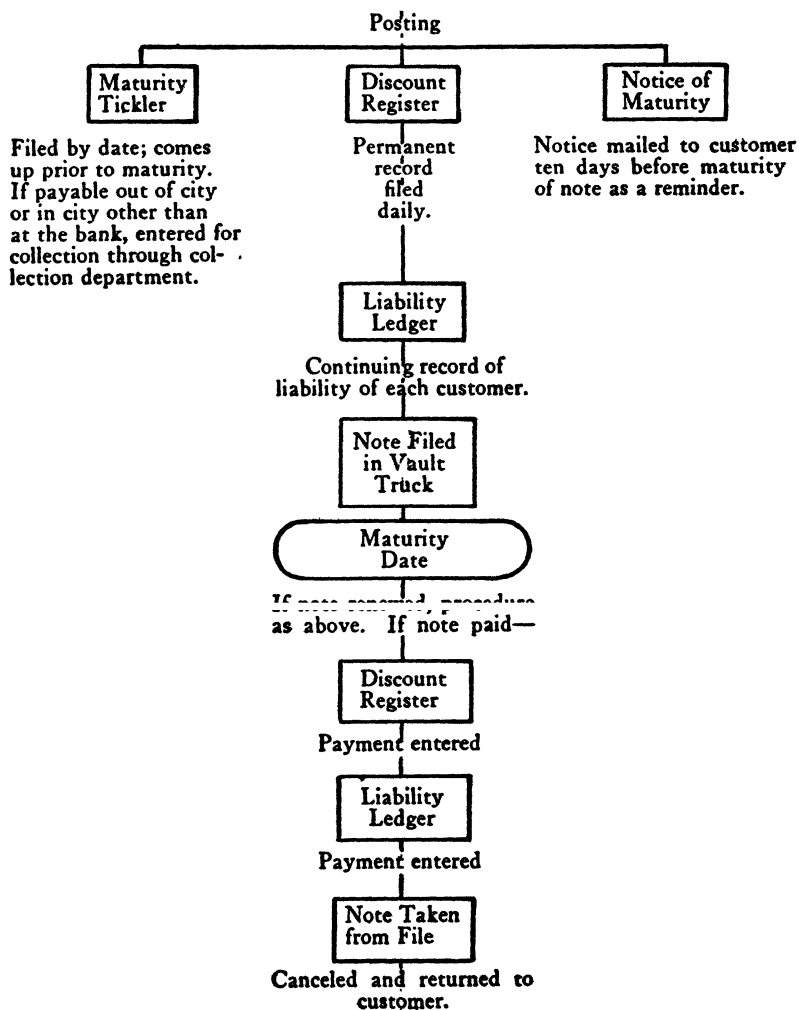 Posting
Maturity
Tickler
Discount
Register
Notice of
Maturity
Filed by date; comes
up prior to maturity.
If payable out of city
or in city other than
at the bank, entered for
collection through col-
lection department.
Permanent
record
filed
daily.
Notice mailed to customer
ten days before maturity
of note as a reminder.
Liability
Ledger
Continuing record of
liability of each customer.
Note Filed
in Vault
Truck
Maturity
Date
If note renewed, procedure
as above. If note paid—
Discount
Register
Payment entered
Liability
Ledger
Payment entered
Note Taken
from File
Canceled and returned to
customer.